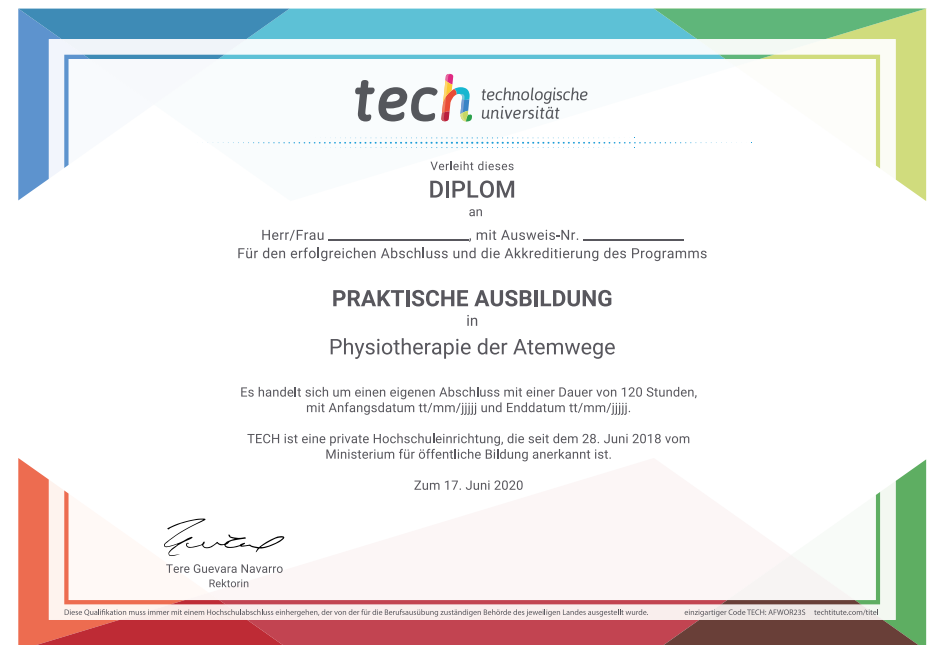 tech technologische
universität
Verleiht dieses
DIPLOM
an
Herr/Frau ____________, mit Ausweis-Nr. ____________
Für den erfolgreichen Abschluss und die Akkreditierung des Programms
PRAKTISCHE AUSBILDUNG
in
Physiotherapie der Atemwege
Es handelt sich um einen eigenen Abschluss mit einer Dauer von 120 Stunden,
mit Anfangsdatum tt/mm/jjjjj und Enddatum tt/mm/jjjjj.
TECH ist eine private Hochschuleinrichtung, die seit dem 28. Juni 2018 vom
Ministerium für öffentliche Bildung anerkannt ist.
Zum 17. Juni 2020
Tere Guevara Navarro
Rektorin
Diese Qualifikation muss immer mit einem Hochschulabschluss einhergehen, der von der für die Berufsausübung zuständigen Behörde des jeweiligen Landes ausgestellt wurde. einzigartiger Code TECH: AFWOR23S techtitute.com/titel